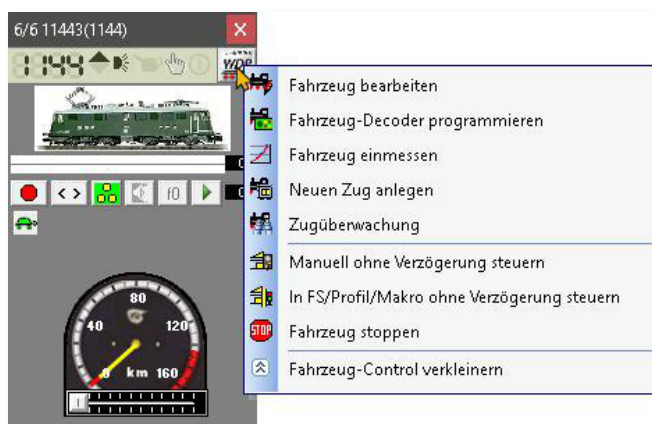 6/6 11443(1144)
1144
WDP
Fahrzeug bearbeiten
Fahrzeug-Decoder programmieren
Fahrzeug einmessen
Neuen Zug anlegen
Zugüberwachung
f0
Manuell ohne Verzögerung steuern
In FS/Profil/Makro ohne Verzögerung steuern
STOP Fahrzeug stoppen
Fahrzeug-Control verkleinern
80
40 120
0 km 160